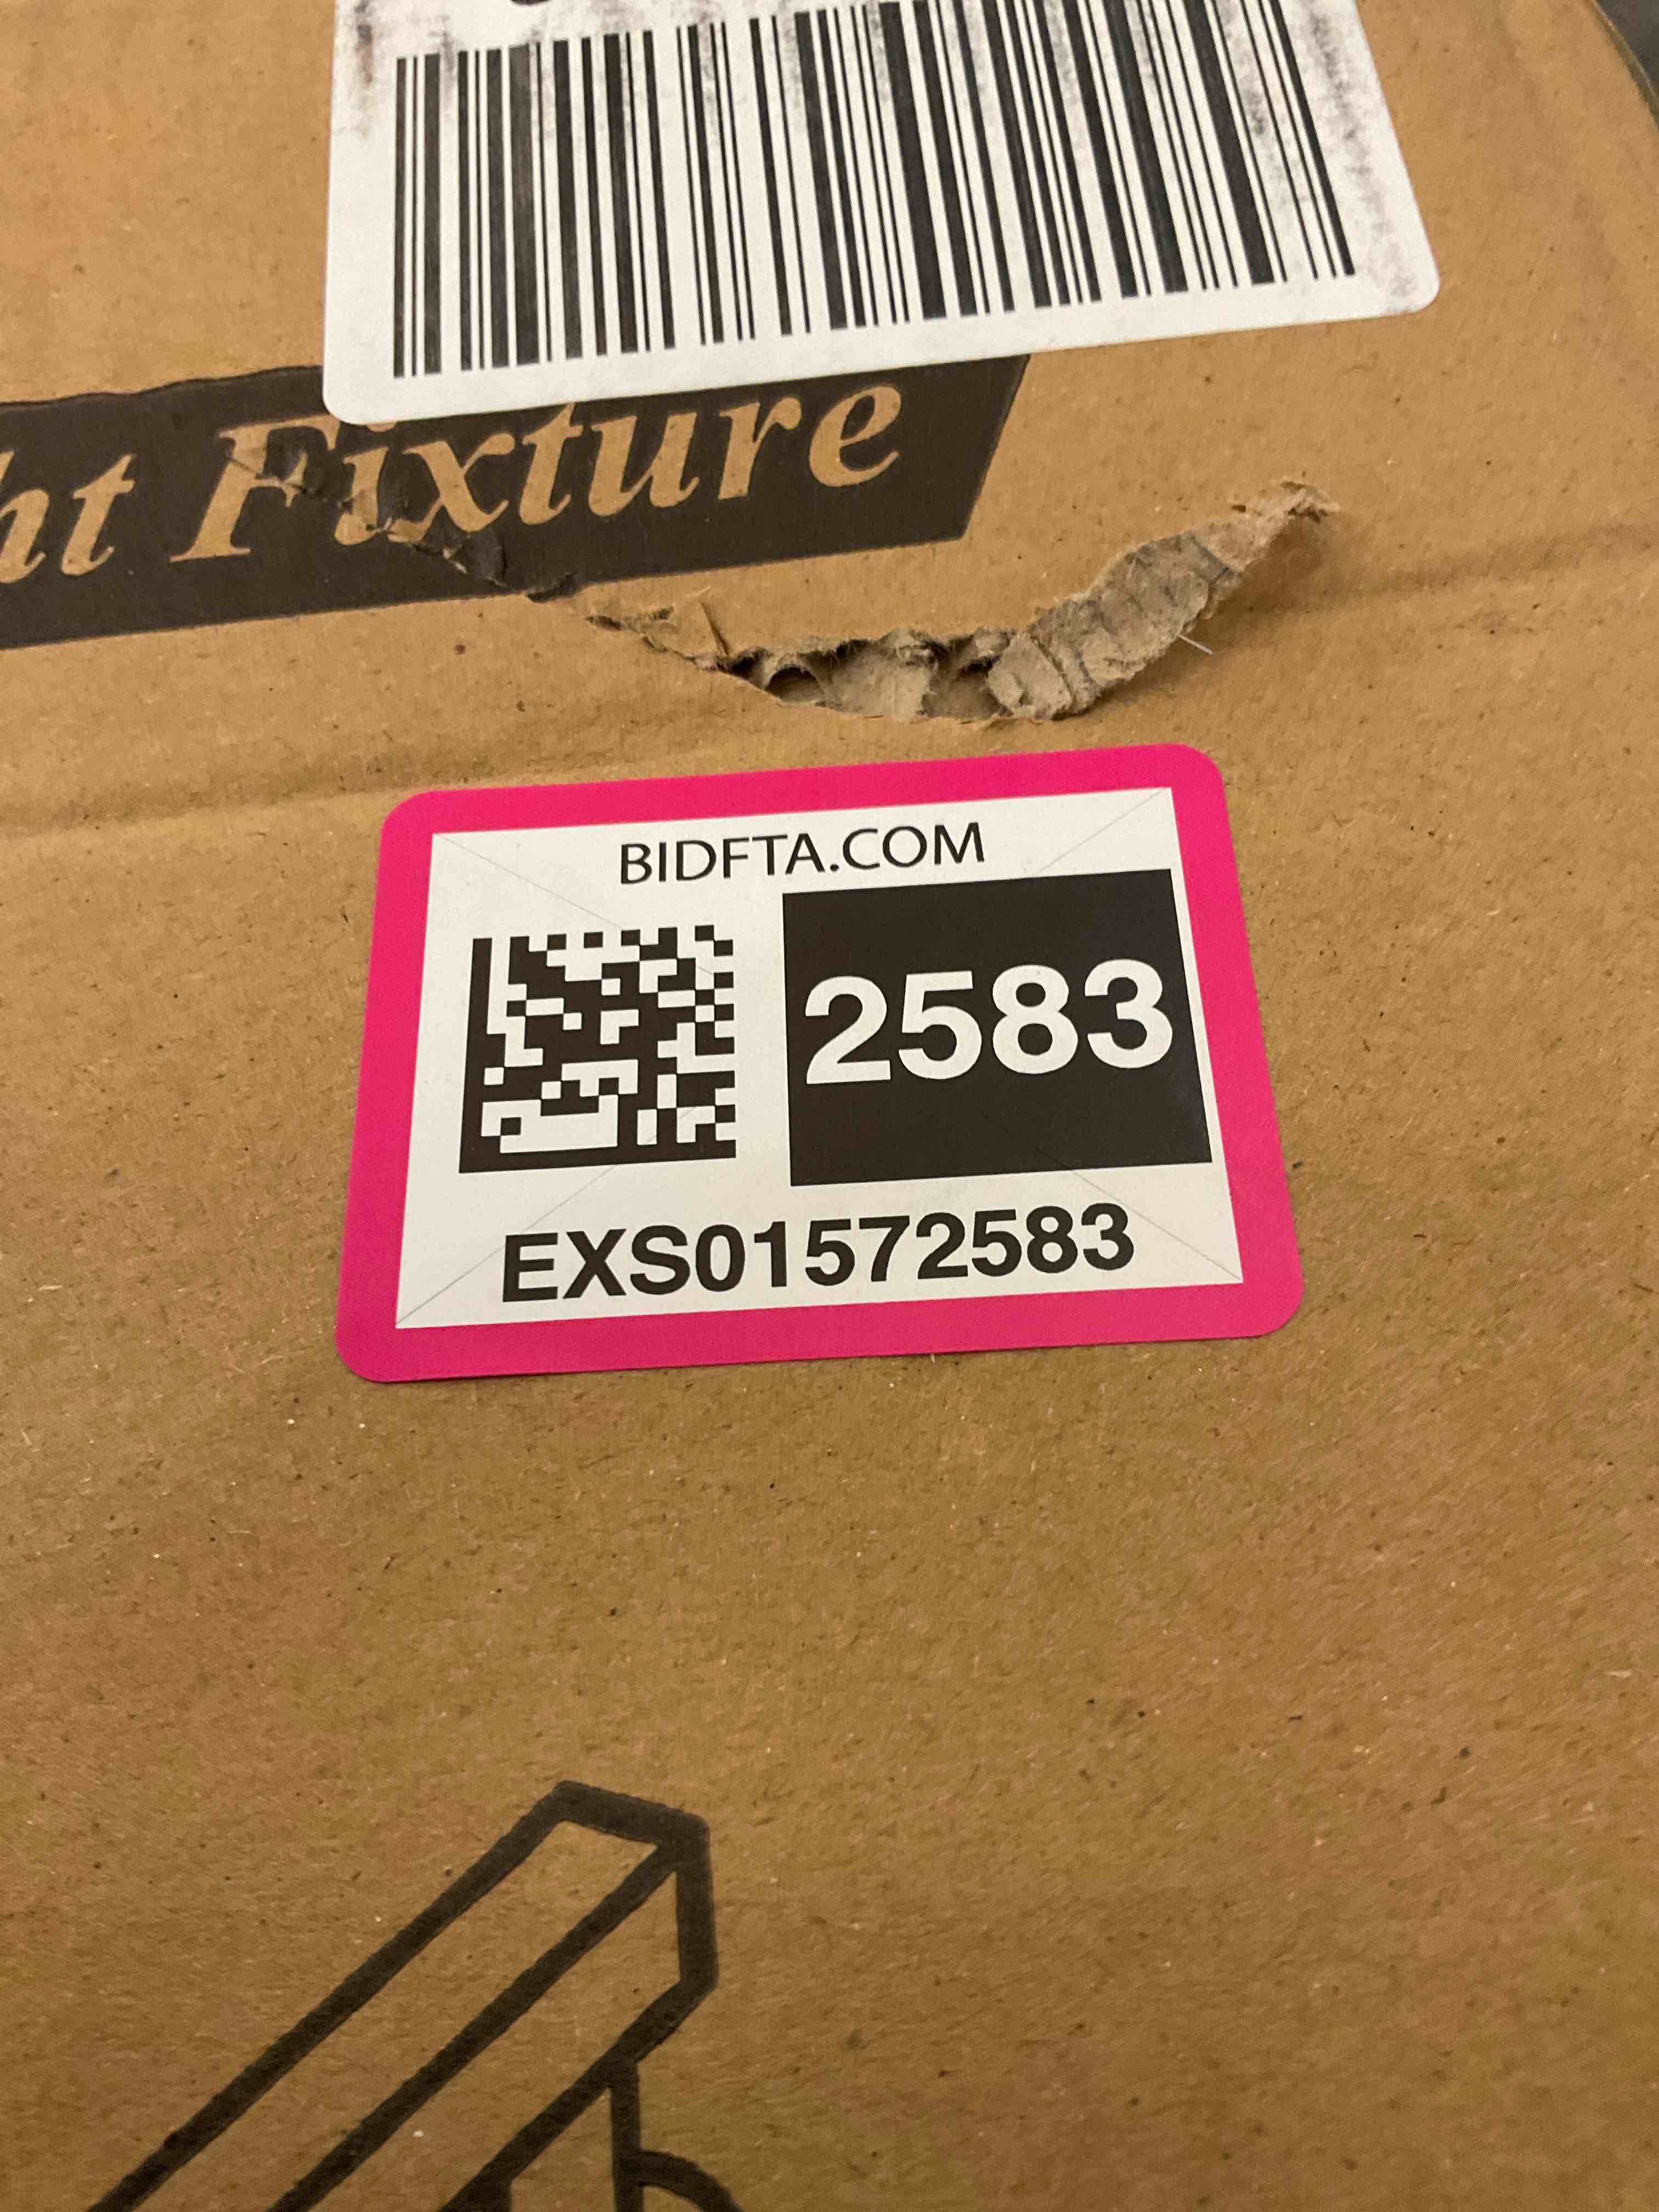 ht Fixture
BIDFTA.COM
2583
EXS01572583